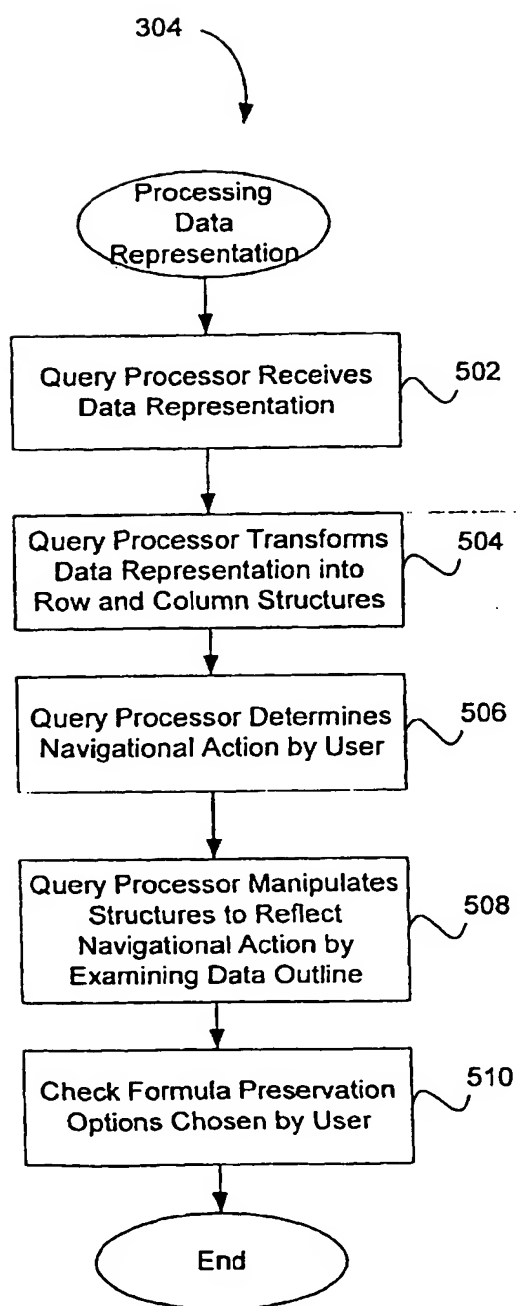 304
Processing
Data
Representation
Query Processor Receives
Data Representation
502
Query Processor Transforms
Data Representation into
Row and Column Structures
504
Query Processor Determines
Navigational Action by User
506
Query Processor Manipulates
Structures to Reflect
Navigational Action by
Examining Data Outline
508
Check Formula Preservation
Options Chosen by User
510
End